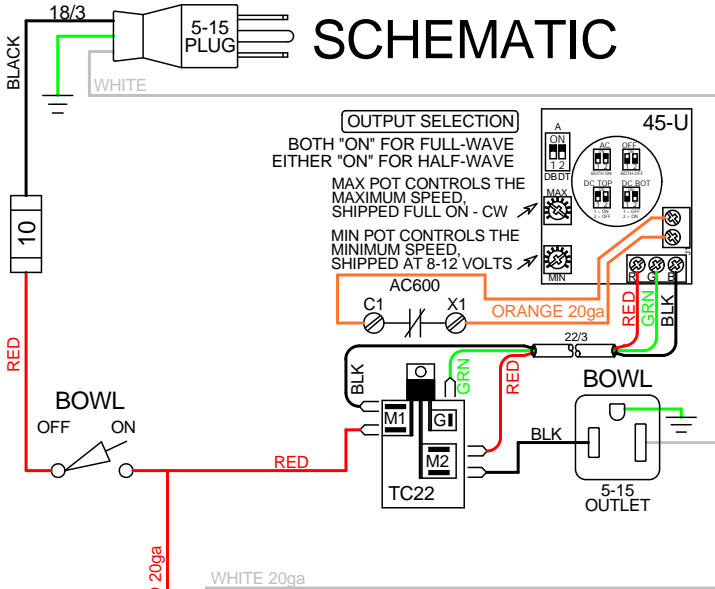 18/3
5-15
PLUG
SCHEMATIC
BLACK
WHITE
OUTPUT SELECTION
BOTH "ON" FOR FULL-WAVE
EITHER "ON" FOR HALF-WAVE
MAX POT CONTROLS THE
MAXIMUM SPEED,
SHIPPED FULL ON - CW
MIN POT CONTROLS THE
MINIMUM SPEED,
SHIPPED AT 8-12 VOLTS
45-U
A
ON
1 2
DB DT
MAX
MIN
AC
OFF
BOTH ON
BOTH OFF
DC TOP
DC BOT
1 = ON
2 = OFF
1 = OFF
2 = ON
R
G
B
10
AC600
C1
X1
ORANGE 20ga
RED
GRN
BLK
22/3
RED
BLK
GRN
RED
BOWL
OFF
ON
RED
M1
G
M2
TC22
BLK
BOWL
5-15
OUTLET
20ga
WHITE 20ga